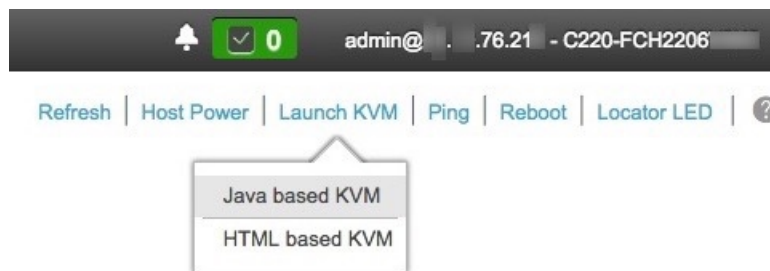 0 admin@ . .76.21 - C220-FCH2206
Refresh | Host Power | Launch KVM | Ping | Reboot | Locator LED | ?
Java based KVM
HTML based KVM